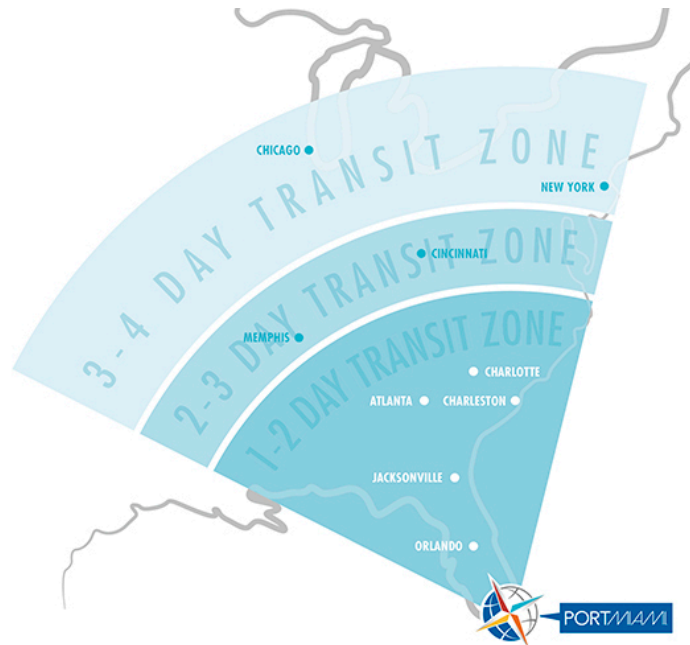 3-4 DAY TRANSIT ZONE
CHICAGO
NEW YORK
2-3 DAY TRANSIT ZONE
CINCINNATI
MEMPHIS
1-2 DAY TRANSIT ZONE
CHARLOTTE
ATLANTA
CHARLESTON
JACKSONVILLE
ORLANDO
PORTMIAMI